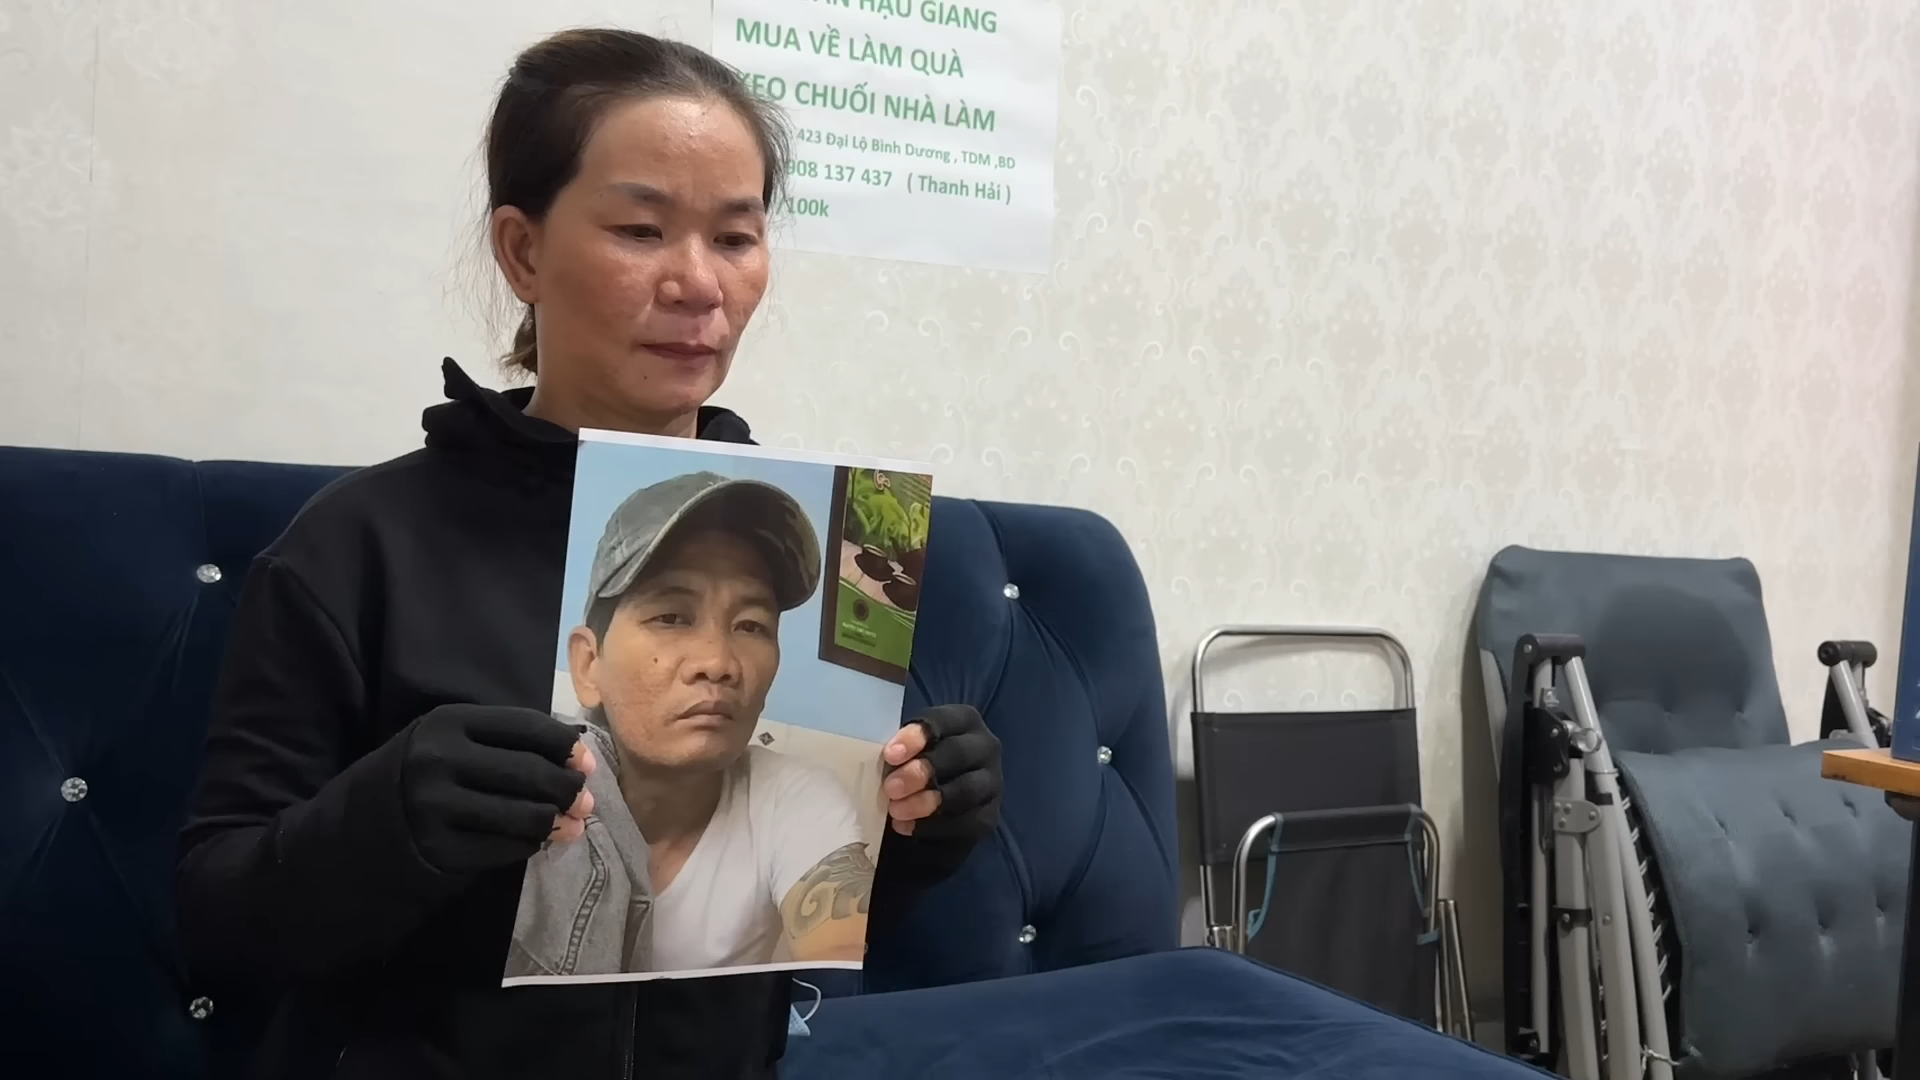 HẬU GIANG
MUA VỀ LÀM QUÀ
KẸO CHUỐI NHÀ LÀM
423 Đại Lộ Bình Dương , TDM ,BD
908 137 437 ( Thanh Hải )
100k